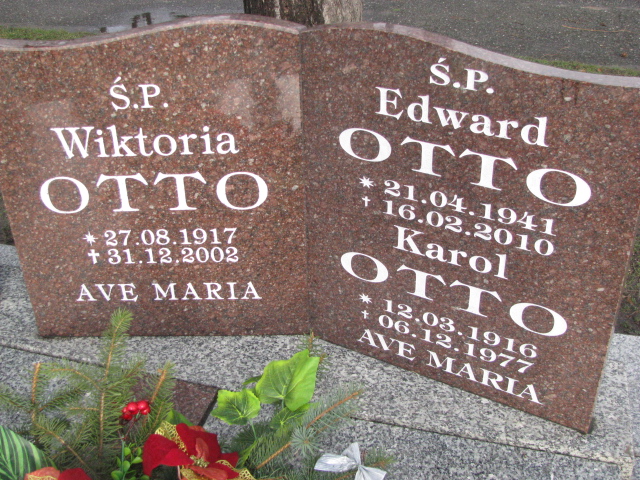 Ś.P.
Wiktoria
OTTO
* 27.08.1917
† 31.12.2002
AVE MARIA
Ś.P.
Edward
OTTO
* 21.04.1941
† 16.02.2010
Karol
OTTO
* 12.03.1916
† 06.12.1977
AVE MARIA